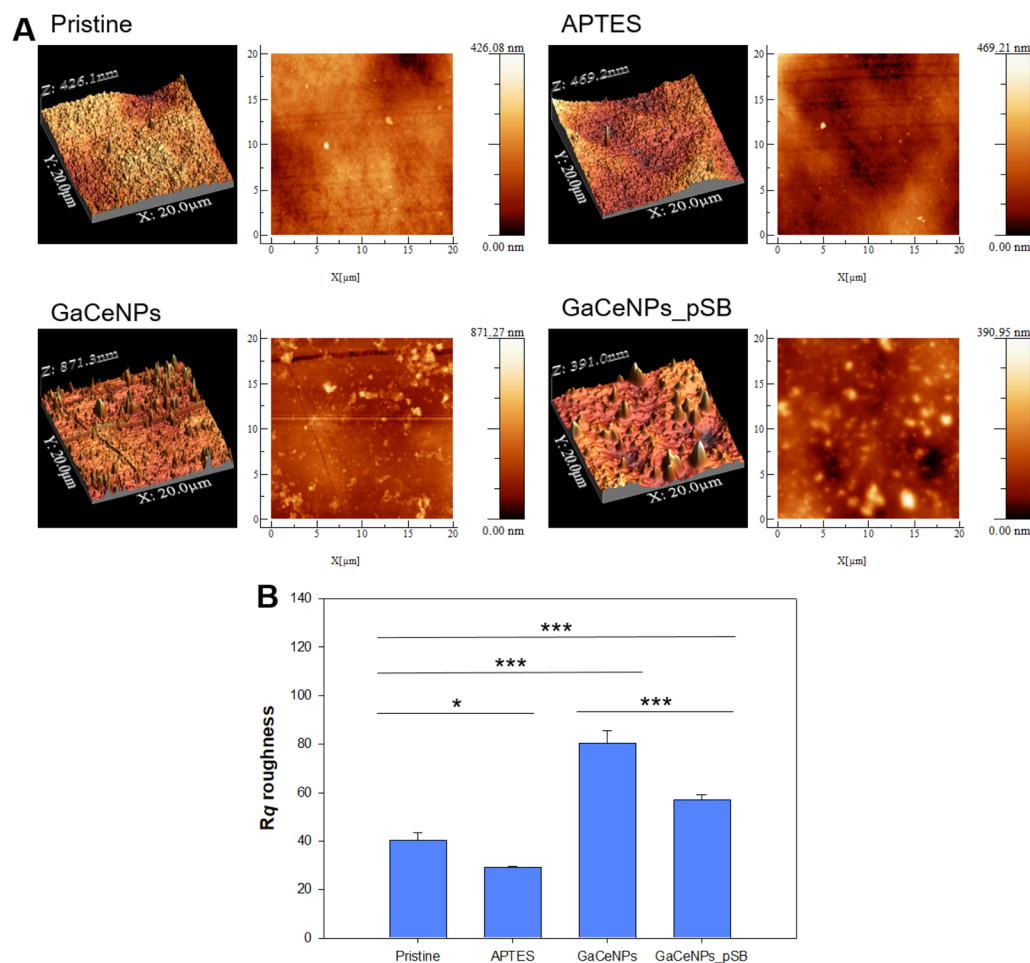 A
Pristine
Z: 426.1nm
Y: 20.0µm
X: 20.0µm
20
15
10
5
0
0 5 10 15 20
X[µm]
426.08 nm
0.00 nm
APTES
Z: 469.2nm
Y: 20.0µm
X: 20.0µm
20
15
10
5
0
0 5 10 15 20
X[µm]
469.21 nm
0.00 nm
GaCeNPs
Z: 871.3nm
Y: 20.0µm
X: 20.0µm
20
15
10
5
0
0 5 10 15 20
X[µm]
871.27 nm
0.00 nm
GaCeNPs_pSB
Z: 391.0nm
Y: 20.0µm
X: 20.0µm
20
15
10
5
0
0 5 10 15 20
X[µm]
390.95 nm
0.00 nm
B
Rq roughness
140
120
100
80
60
40
20
0
***
***
* ***
Pristine APTES GaCeNPs GaCeNPs_pSB